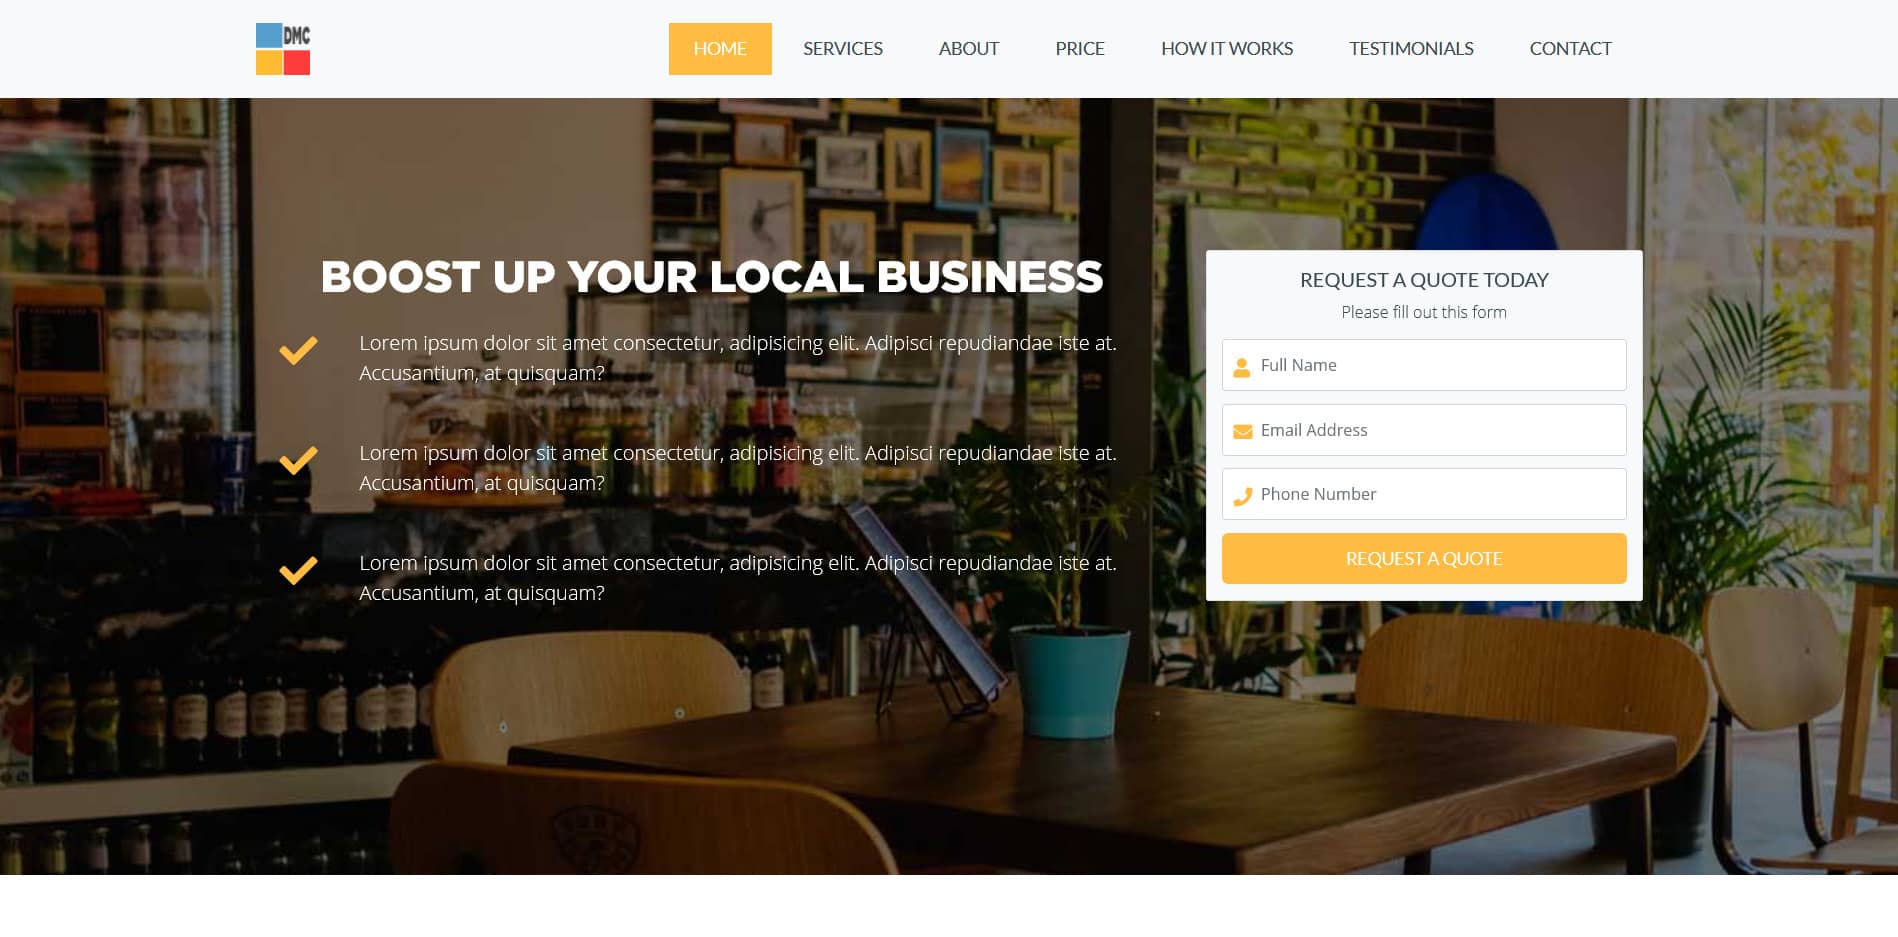 DMC
HOME
SERVICES
ABOUT
PRICE
HOW IT WORKS
TESTIMONIALS
CONTACT
BOOST UP YOUR LOCAL BUSINESS
Lorem ipsum dolor sit amet consectetur, adipisicing elit. Adipisci repudiandae iste at.
Accusantium, at quisquam?
Lorem ipsum dolor sit amet consectetur, adipisicing elit. Adipisci repudiandae iste at.
Accusantium, at quisquam?
Lorem ipsum dolor sit amet consectetur, adipisicing elit. Adipisci repudiandae iste at.
Accusantium, at quisquam?
REQUEST A QUOTE TODAY
Please fill out this form
Full Name
Email Address
Phone Number
REQUEST A QUOTE